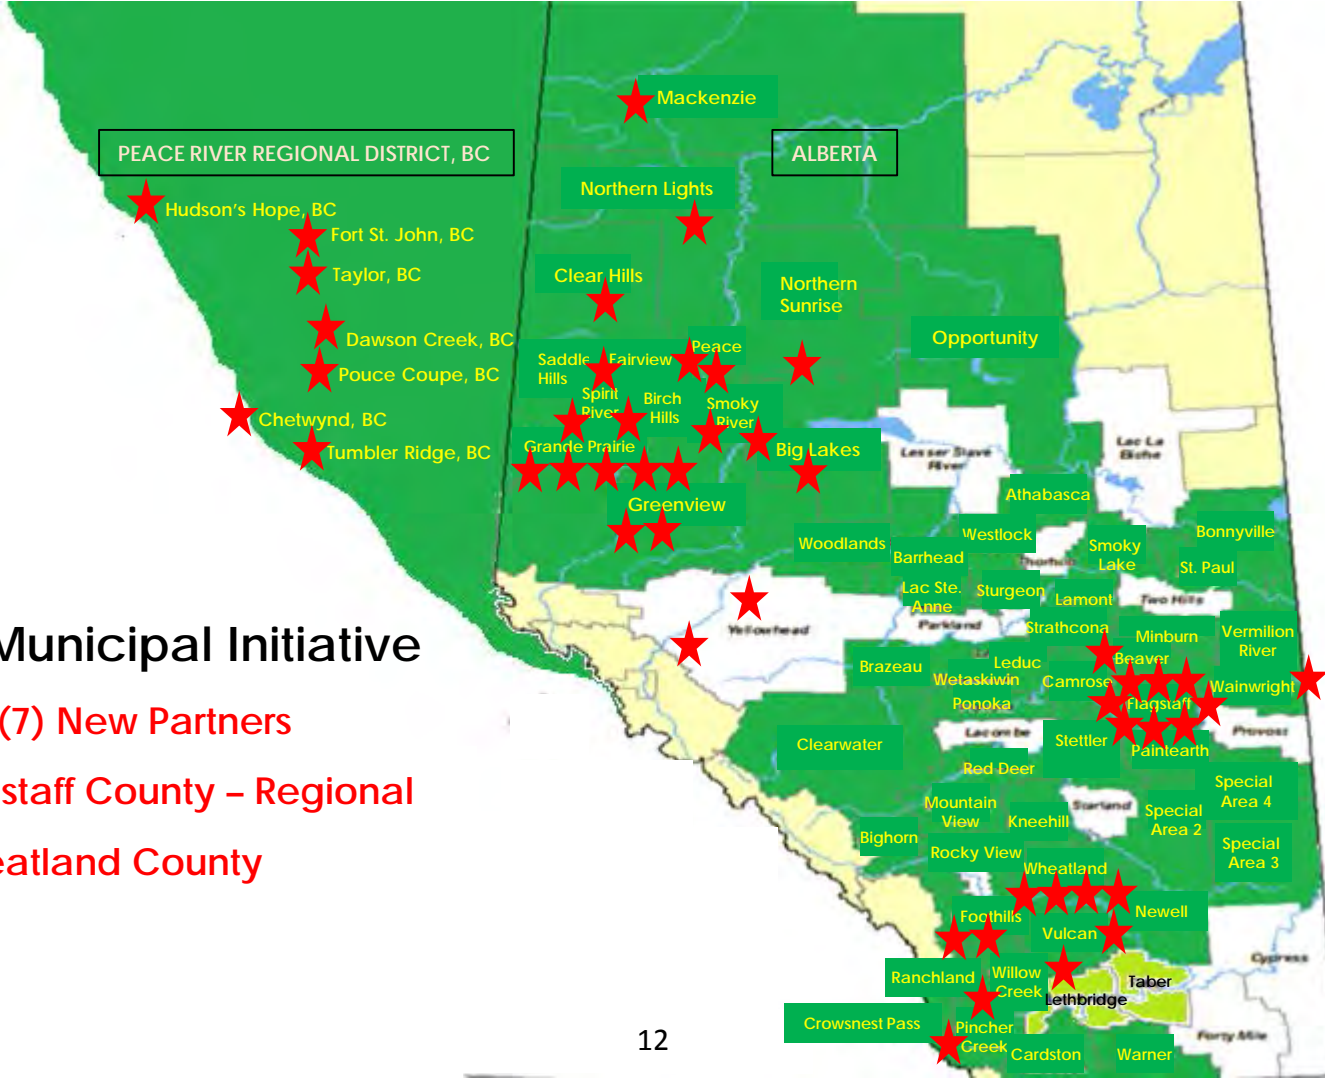 Mackenzie
PEACE RIVER REGIONAL DISTRICT, BC
ALBERTA
Northern Lights
Hudson's Hope, BC
Fort St. John, BC
Taylor, BC
Clear Hills
Northern
Sunrise
Dawson Creek, BC
Opportunity
Saddle
Hills
Fairview
Peace
Pouce Coupe, BC
Spirit
River
Birch
Hills
Smoky
River
Chetwynd, BC
Tumbler Ridge, BC
Grande Prairie
Big Lakes
Lesser Slave
River
Lac La
Biche
Greenview
Athabasca
Woodlands
Westlock
Barrhead
Thorhild
Smoky
Lake
Bonnyville
St. Paul
Lac Ste.
Anne
Sturgeon
Lamont
Two Hills
Yellowhead
Parkland
Strathcona
Minburn
Vermilion
River
Municipal Initiative
Brazeau
Leduc
Beaver
Wetaskiwin
Camrose
Wainwright
Ponoka
Flagstaff
(7) New Partners
Clearwater
Lacombe
Stettler
Paintearth
Provost
Red Deer
staff County – Regional
Mountain
View
Kneehill
Starland
Special
Area 2
Special
Area 4
Bighorn
Rocky View
Special
Area 3
eatland County
Wheatland
Foothills
Newell
Vulcan
Cypress
Ranchland
Willow
Creek
Taber
Lethbridge
Crowsnest Pass
Pincher
Creek
Forty Mile
Cardston
Warner
12